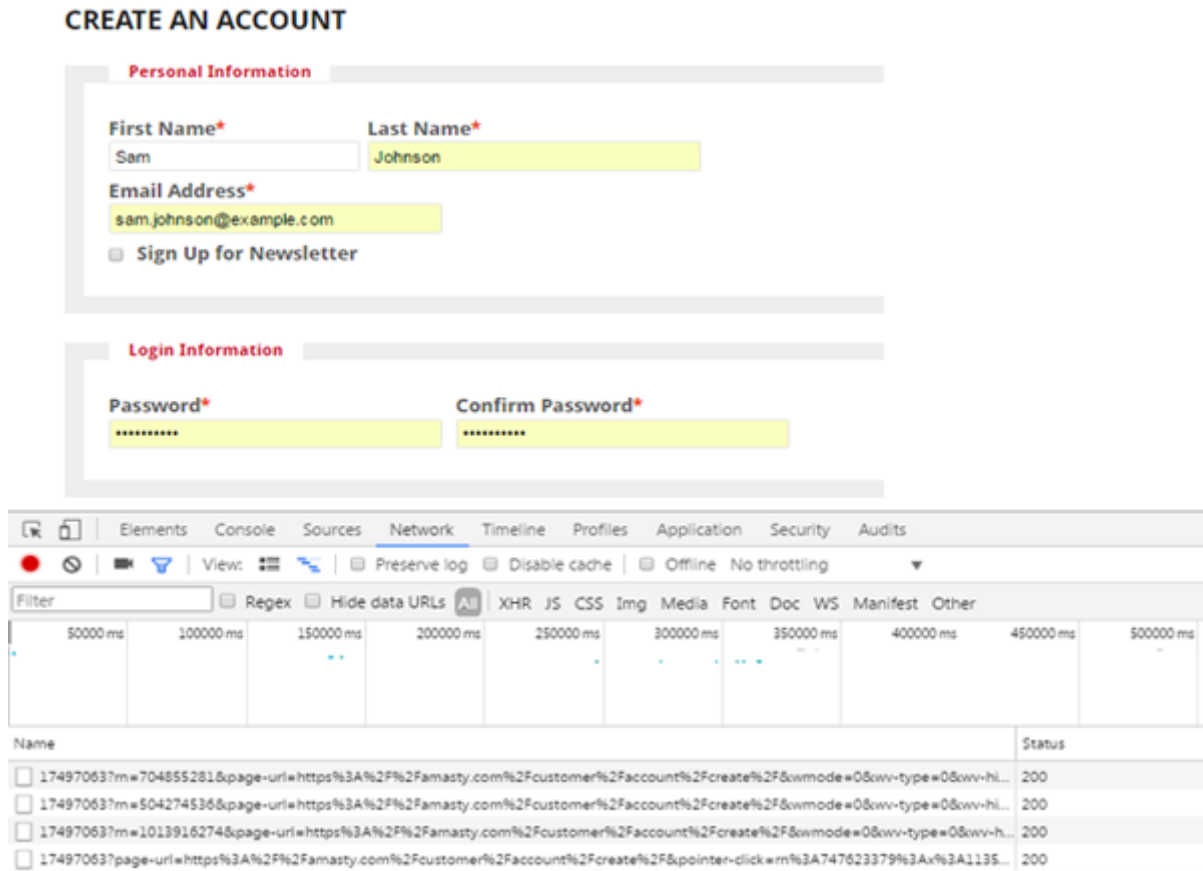 CREATE AN ACCOUNT
Personal Information
First Name* Last Name*
Sam Johnson
Email Address*
sam.johnson@example.com
Sign Up for Newsletter
Login Information
Password* Confirm Password*
•••••••••• ••••••••••
Elements Console Sources Network Timeline Profiles Application Security Audits
View: Preserve log Disable cache Offline No throttling
Filter Regex Hide data URLs All XHR JS CSS Img Media Font Doc WS Manifest Other
50000 ms 100000 ms 150000 ms 200000 ms 250000 ms 300000 ms 350000 ms 400000 ms 450000 ms 500000 ms
Name Status
17497063?rn=704855281&page-url=https%3A%2F%2Famasty.com%2Fcustomer%2Faccount%2Fcreate%2F&wmode=0&wv-type=0&wv-hi... 200
17497063?rn=504274536&page-url=https%3A%2F%2Famasty.com%2Fcustomer%2Faccount%2Fcreate%2F&wmode=0&wv-type=0&wv-hi... 200
17497063?rn=1013916274&page-url=https%3A%2F%2Famasty.com%2Fcustomer%2Faccount%2Fcreate%2F&wmode=0&wv-type=0&wv-h... 200
17497063?page-url=https%3A%2F%2Famasty.com%2Fcustomer%2Faccount%2Fcreate%2F&pointer-click=rn%3A747623379%3Ax%3A1135... 200